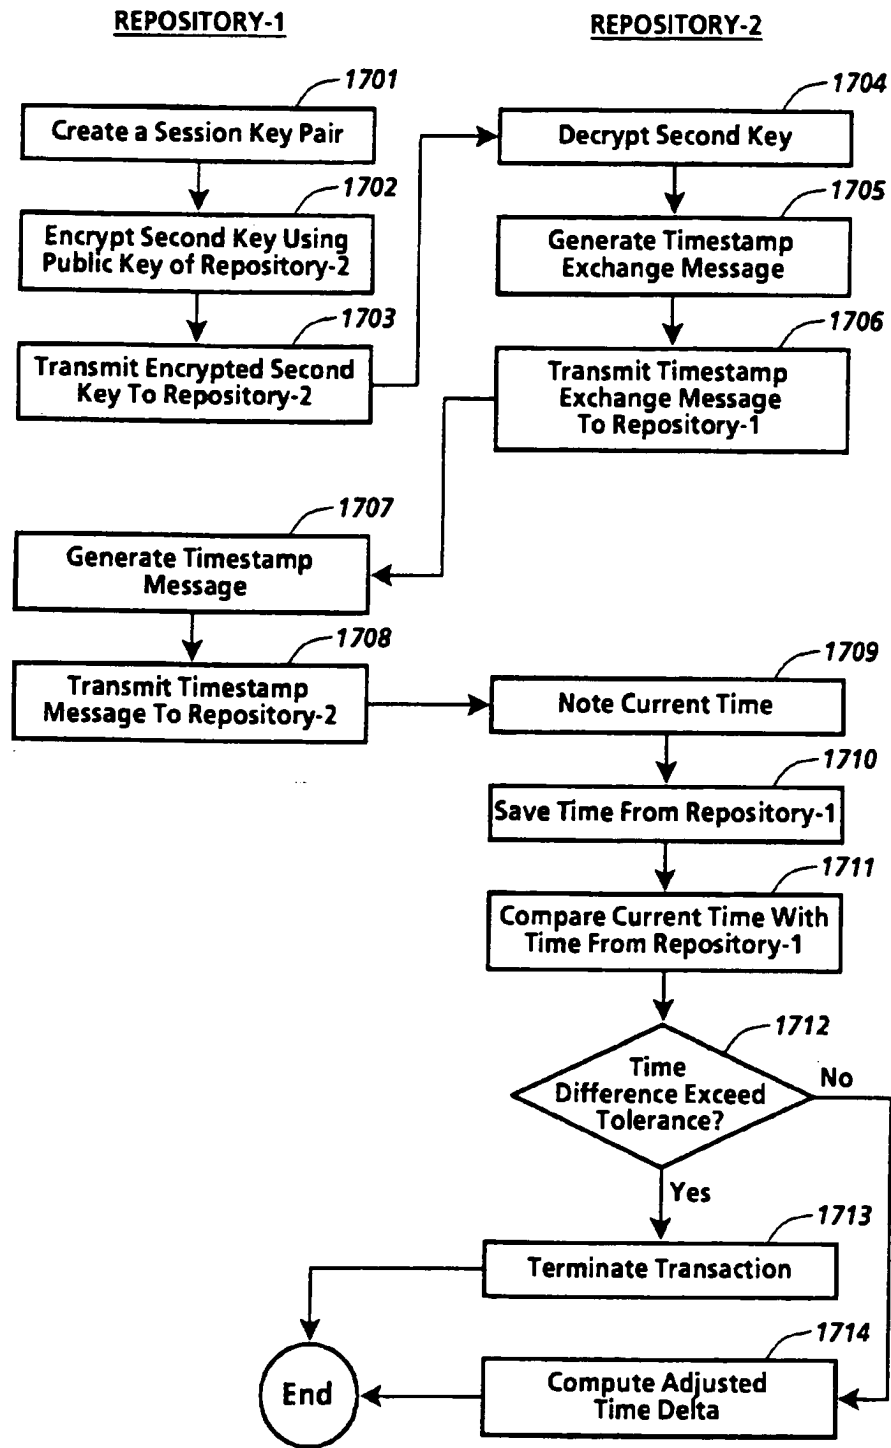 REPOSITORY-1
REPOSITORY-2
1701
Create a Session Key Pair
1702
Encrypt Second Key Using
Public Key of Repository-2
1703
Transmit Encrypted Second
Key To Repository-2
1704
Decrypt Second Key
1705
Generate Timestamp
Exchange Message
1706
Transmit Timestamp
Exchange Message
To Repository-1
1707
Generate Timestamp
Message
1708
Transmit Timestamp
Message To Repository-2
1709
Note Current Time
1710
Save Time From Repository-1
1711
Compare Current Time With
Time From Repository-1
1712
Time
Difference Exceed
Tolerance?
No
Yes
1713
Terminate Transaction
1714
Compute Adjusted
Time Delta
End